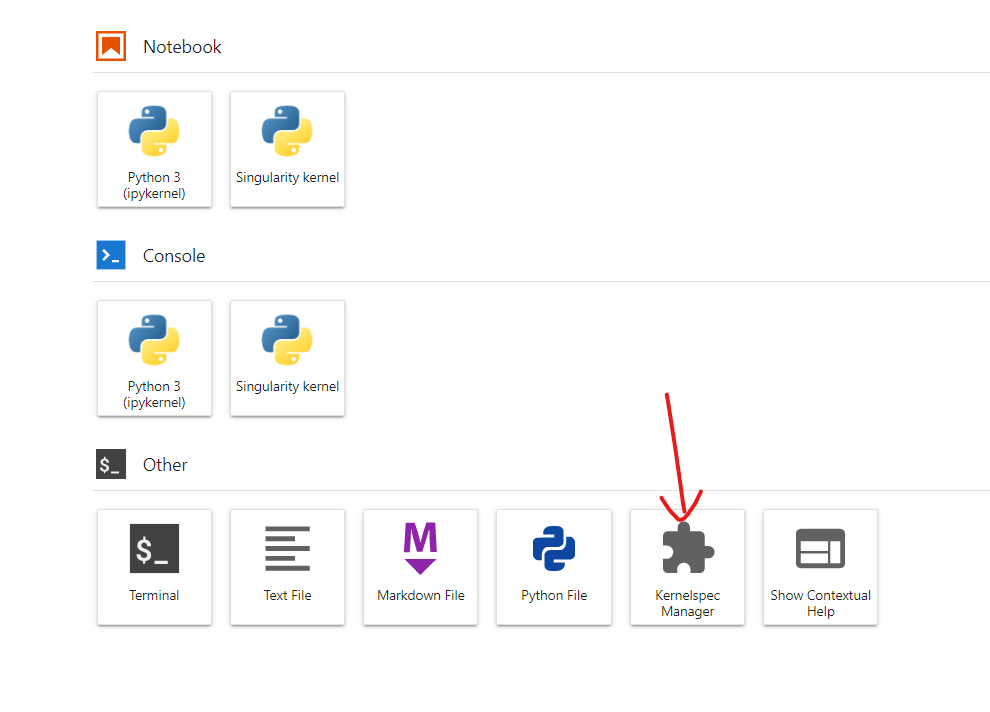 Notebook
Python 3
(ipykernel)
Singularity kernel
Console
Python 3
(ipykernel)
Singularity kernel
$_ Other
$_
Terminal
Text File
M
Markdown File
Python File
Kernelspec
Manager
Show Contextual
Help